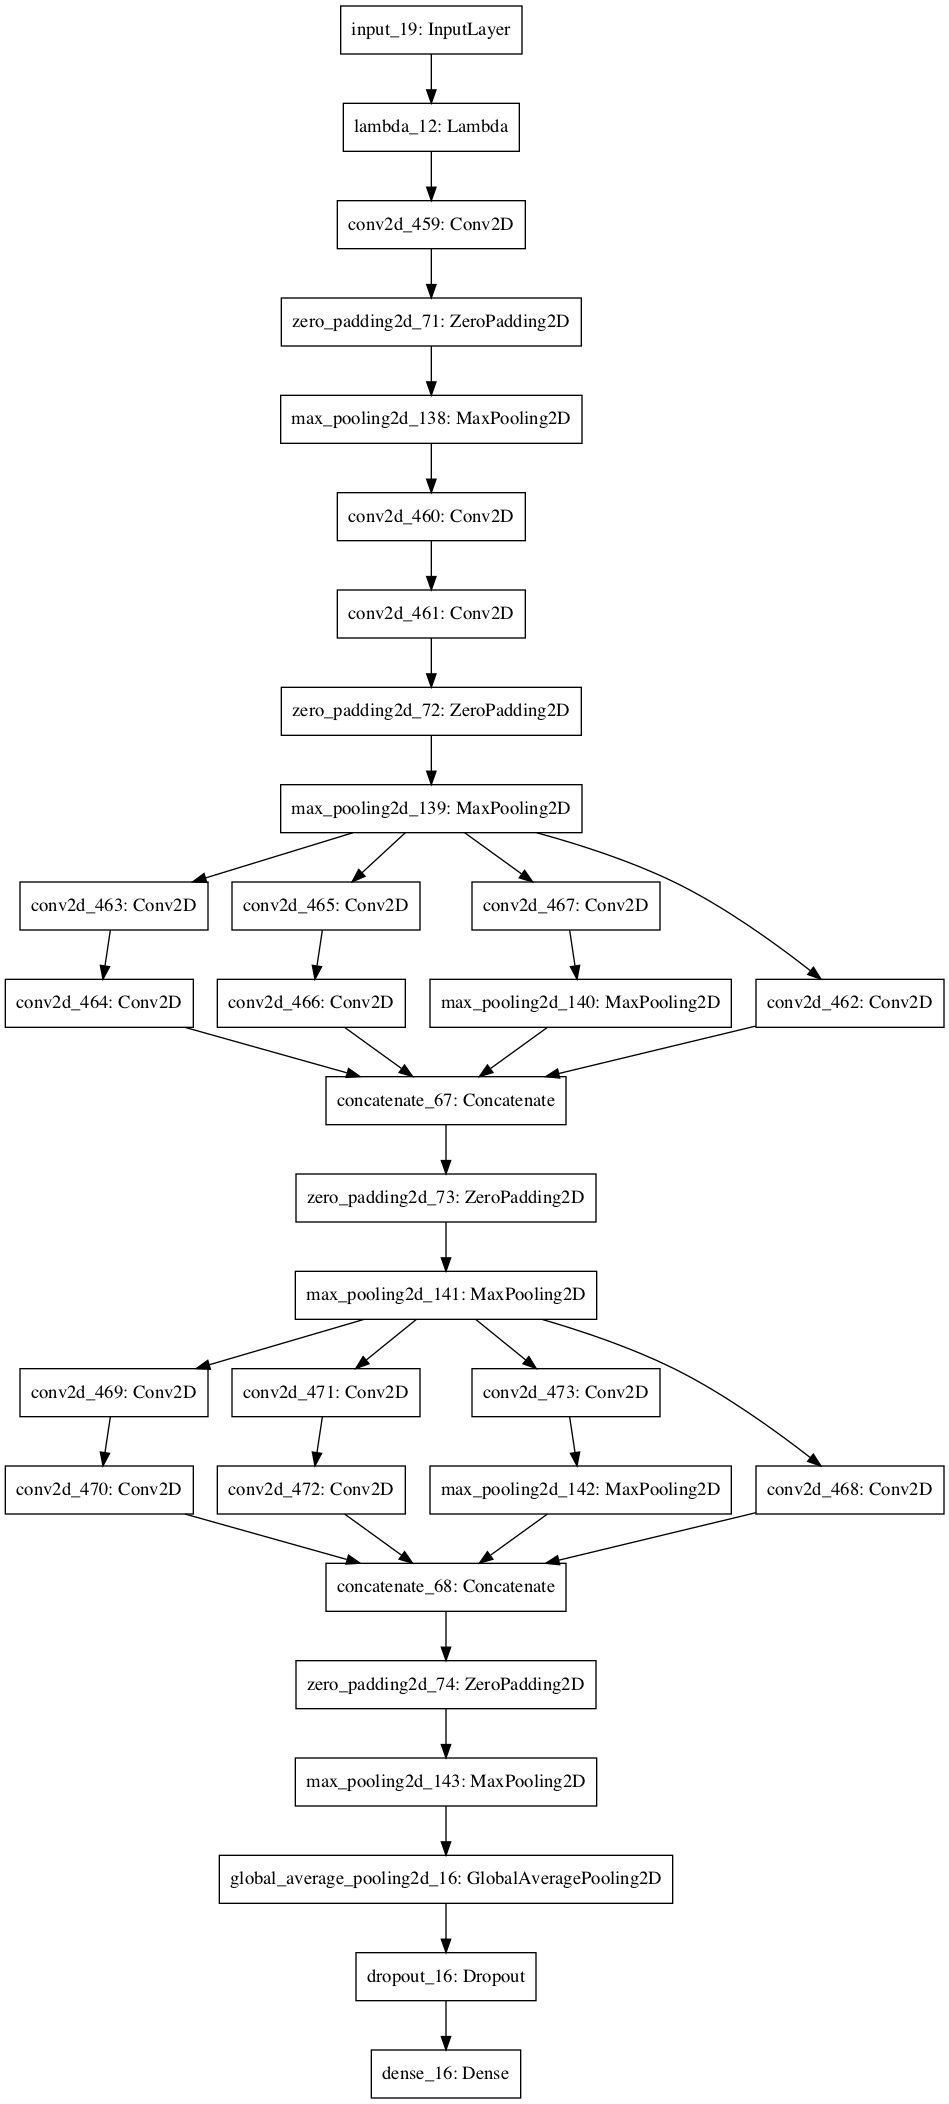 input_19: InputLayer
lambda_12: Lambda
conv2d_459: Conv2D
zero_padding2d_71: ZeroPadding2D
max_pooling2d_138: MaxPooling2D
conv2d_460: Conv2D
conv2d_461: Conv2D
zero_padding2d_72: ZeroPadding2D
max_pooling2d_139: MaxPooling2D
conv2d_463: Conv2D
conv2d_465: Conv2D
conv2d_467: Conv2D
conv2d_464: Conv2D
conv2d_466: Conv2D
max_pooling2d_140: MaxPooling2D
conv2d_462: Conv2D
concatenate_67: Concatenate
zero_padding2d_73: ZeroPadding2D
max_pooling2d_141: MaxPooling2D
conv2d_469: Conv2D
conv2d_471: Conv2D
conv2d_473: Conv2D
conv2d_470: Conv2D
conv2d_472: Conv2D
max_pooling2d_142: MaxPooling2D
conv2d_468: Conv2D
concatenate_68: Concatenate
zero_padding2d_74: ZeroPadding2D
max_pooling2d_143: MaxPooling2D
global_average_pooling2d_16: GlobalAveragePooling2D
dropout_16: Dropout
dense_16: Dense